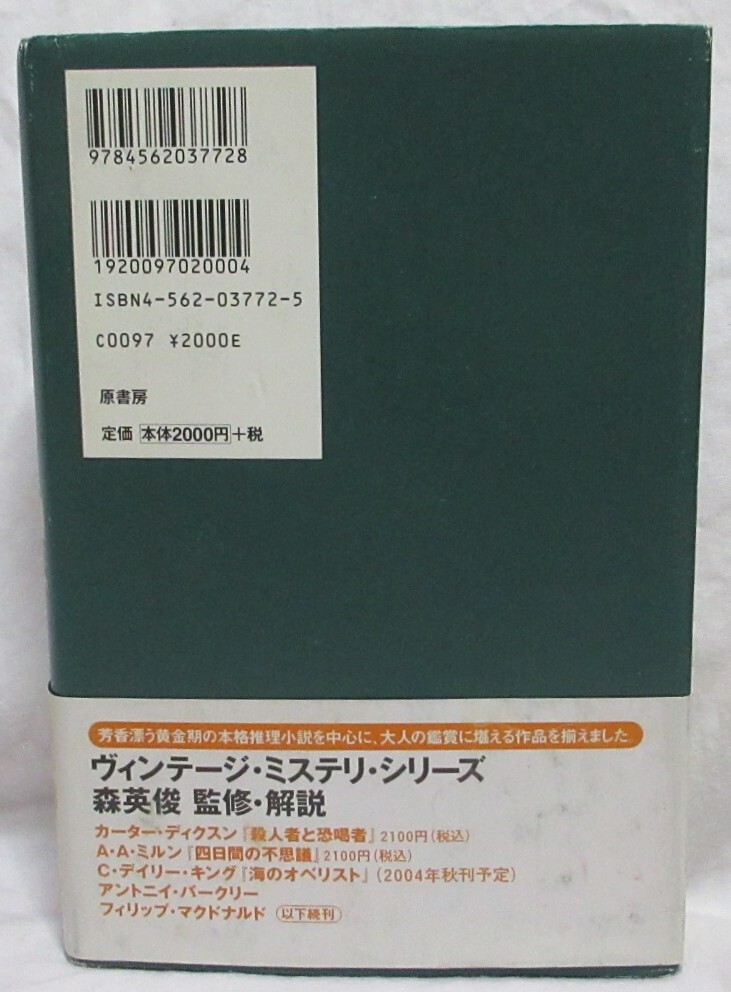 9784562037728
1920097020004
ISBN4-562-03772-5
C0097 ¥2000E
原書房
定価 本体2000円+税
芳香漂う黄金期の本格推理小説を中心に、大人の鑑賞に堪える作品を揃えました
ヴィンテージ・ミステリ・シリーズ
森英俊 監修・解説
カーター・ディクスン『殺人者と恐喝者』2100円(税込)
A・A・ミルン『四日間の不思議』2100円(税込)
C・デイリー・キング『海のオベリスト』(2004年秋刊予定)
アントニイ・バークリー
フィリップ・マクドナルド 以下続刊